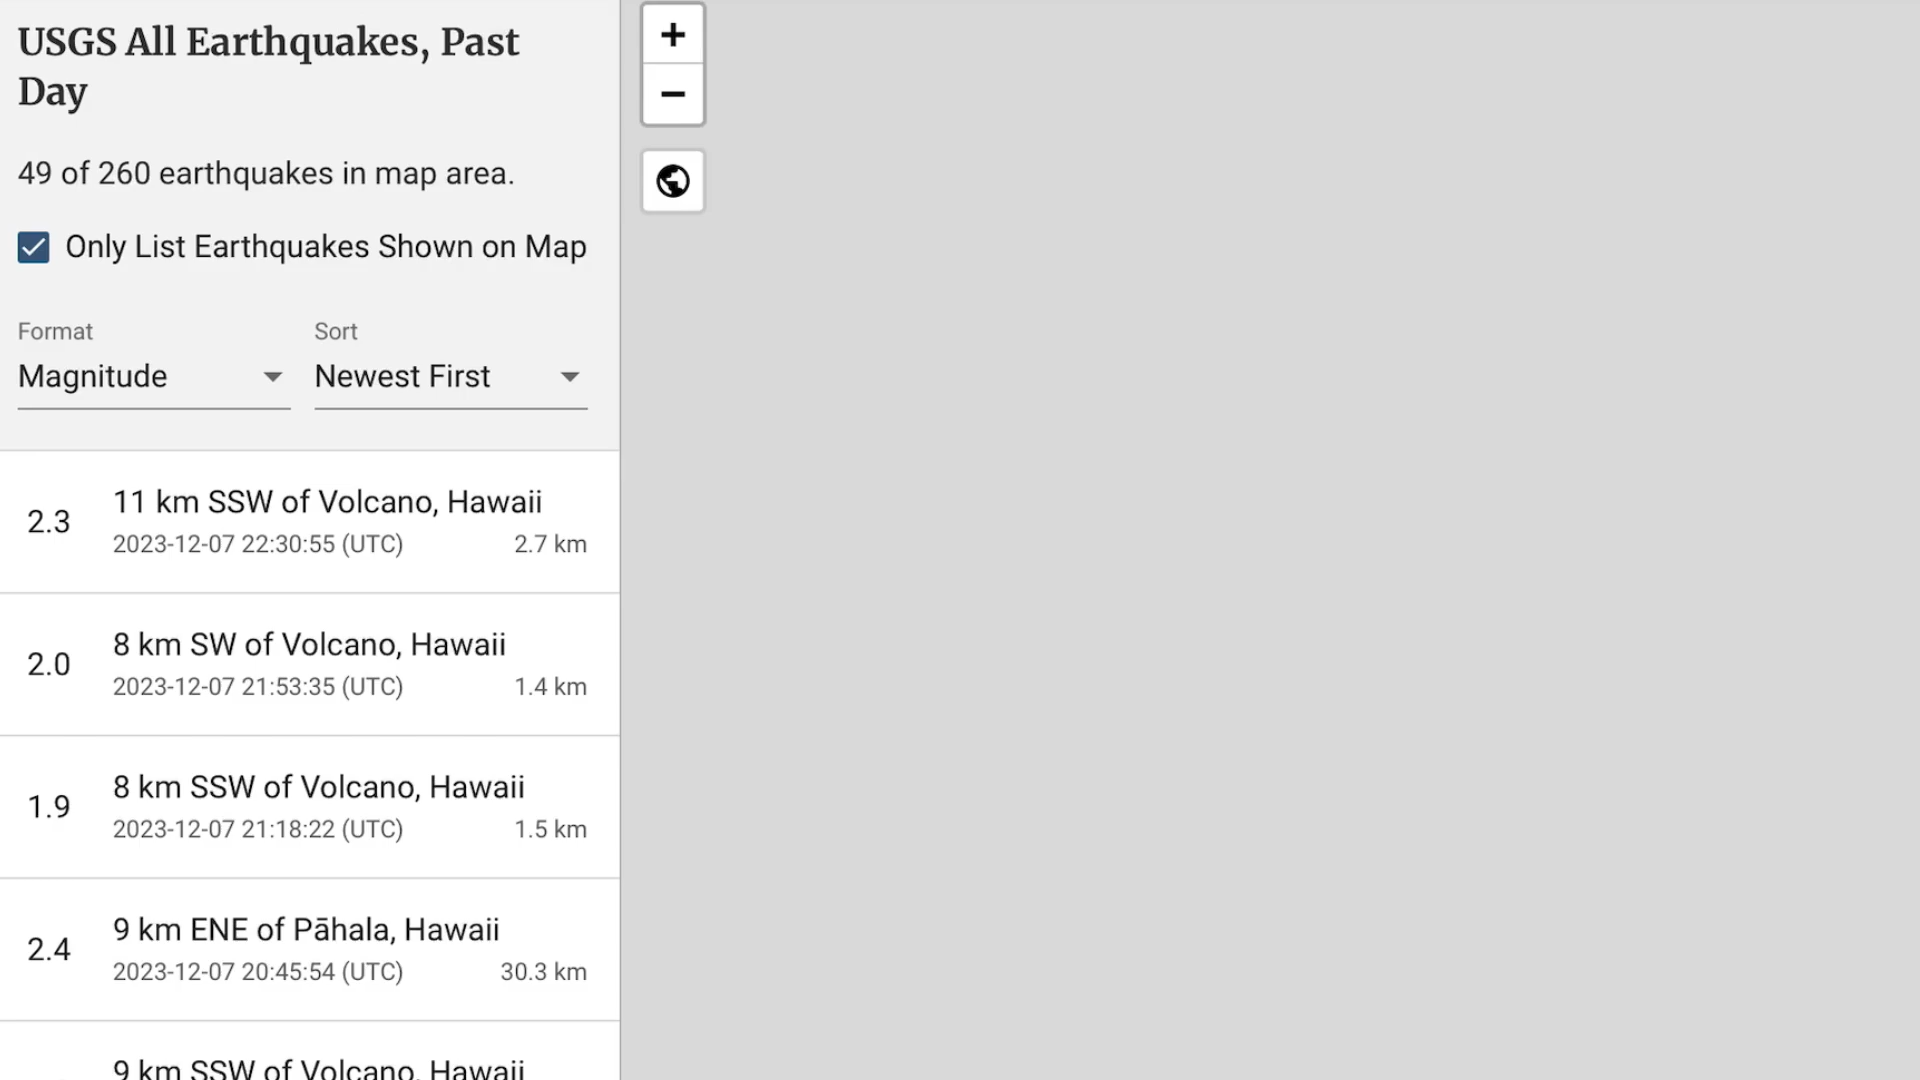 USGS All Earthquakes, Past
Day
49 of 260 earthquakes in map area.
Only List Earthquakes Shown on Map
Format
Sort
Magnitude
Newest First
2.3
11 km SSW of Volcano, Hawaii
2023-12-07 22:30:55 (UTC)
2.7 km
2.0
8 km SW of Volcano, Hawaii
2023-12-07 21:53:35 (UTC)
1.4 km
1.9
8 km SSW of Volcano, Hawaii
2023-12-07 21:18:22 (UTC)
1.5 km
2.4
9 km ENE of Pāhala, Hawaii
2023-12-07 20:45:54 (UTC)
30.3 km
9 km SSW of Volcano, Hawaii
+
−